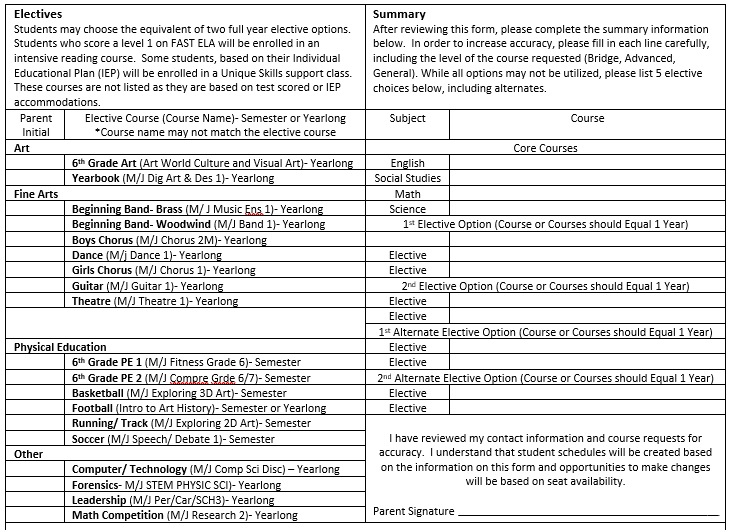 Electives
Students may choose the equivalent of two full year elective options.
Students who score a level 1 on FAST ELA will be enrolled in an
intensive reading course.  Some students, based on their Individual
Educational Plan (IEP) will be enrolled in a Unique Skills support class.
These courses are not listed as they are based on test scored or IEP
accommodations.
Summary
After reviewing this form, please complete the summary information
below.  In order to increase accuracy, please fill in each line carefully,
including the level of the course requested (Bridge, Advanced,
General). While all options may not be utilized, please list 5 elective
choices below, including alternates.
Parent
Initial
Elective Course (Course Name)- Semester or Yearlong
*Course name may not match the elective course
Art
6th Grade Art (Art World Culture and Visual Art)- Yearlong
Yearbook (M/J Dig Art & Des 1)- Yearlong
Fine Arts
Beginning Band- Brass (M/ J Music Ens 1)- Yearlong
Beginning Band- Woodwind (M/J Band 1)- Yearlong
Boys Chorus (M/J Chorus 2M)- Yearlong
Dance (M/j Dance 1)- Yearlong
Girls Chorus (M/J Chorus 1)- Yearlong
Guitar (M/J Guitar 1)- Yearlong
Theatre (M/J Theatre 1)- Yearlong
Physical Education
6th Grade PE 1 (M/J Fitness Grade 6)- Semester
6th Grade PE 2 (M/J Compre Grde 6/7)- Semester
Basketball (M/J Exploring 3D Art)- Semester
Football (Intro to Art History)- Semester or Yearlong
Running/ Track (M/J Exploring 2D Art)- Semester
Soccer (M/J Speech/ Debate 1)- Semester
Other
Computer/ Technology (M/J Comp Sci Disc) – Yearlong
Forensics- M/J STEM PHYSIC SCI)- Yearlong
Leadership (M/J Per/Car/SCH3)- Yearlong
Math Competition (M/J Research 2)- Yearlong
Subject
Course
Core Courses
English
Social Studies
Math
Science
1st Elective Option (Course or Courses should Equal 1 Year)
Elective
Elective
2nd Elective Option (Course or Courses should Equal 1 Year)
Elective
Elective
1st Alternate Elective Option (Course or Courses should Equal 1 Year)
Elective
Elective
2nd Alternate Elective Option (Course or Courses should Equal 1 Year)
Elective
Elective
I have reviewed my contact information and course requests for
accuracy.  I understand that student schedules will be created based
on the information on this form and opportunities to make changes
will be based on seat availability.
Parent Signature